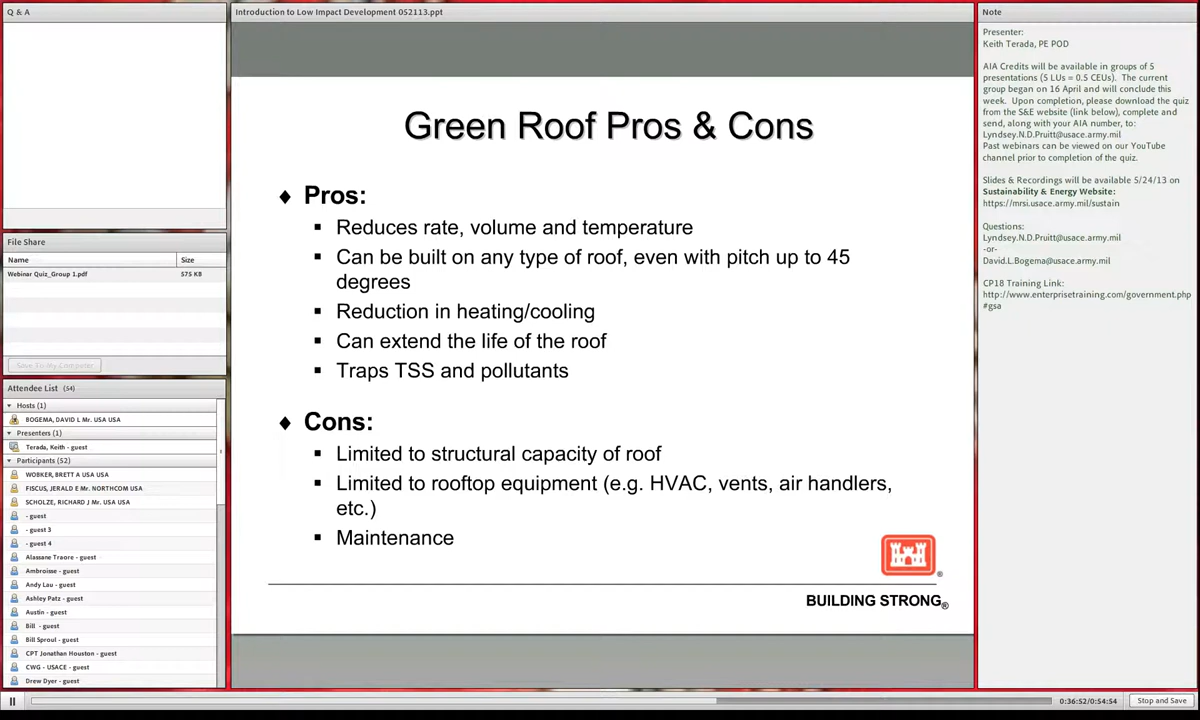 Q & A
Introduction to Low Impact Development 052113.ppt
Note
Green Roof Pros & Cons
♦ Pros:
▪ Reduces rate, volume and temperature
▪ Can be built on any type of roof, even with pitch up to 45
degrees
▪ Reduction in heating/cooling
▪ Can extend the life of the roof
▪ Traps TSS and pollutants
♦ Cons:
▪ Limited to structural capacity of roof
▪ Limited to rooftop equipment (e.g. HVAC, vents, air handlers,
etc.)
▪ Maintenance
®
BUILDING STRONG®
File Share
Name Size
Webinar Quiz_Group 1.pdf 575 KB
Save To My Computer
Attendee List (54)
Hosts (1)
BOGEMA, DAVID L Mr. USA USA
Presenters (1)
Terada, Keith - guest
Participants (52)
WOBKER, BRETT A USA USA
FISCUS, JERALD E Mr. NORTHCOM USA
SCHOLZE, RICHARD J Mr. USA USA
- guest
- guest 3
- guest 4
Alassane Traore - guest
Ambroisse - guest
Andy Lau - guest
Ashley Patz - guest
Austin - guest
Bill - guest
Bill Sproul - guest
CPT Jonathan Houston - guest
CWG - USACE - guest
Drew Dyer - guest
Presenter:
Keith Terada, PE POD
AIA Credits will be available in groups of 5
presentations (5 LUs = 0.5 CEUs). The current
group began on 16 April and will conclude this
week. Upon completion, please download the quiz
from the S&E website (link below), complete and
send, along with your AIA number, to:
Lyndsey.N.D.Pruitt@usace.army.mil
Past webinars can be viewed on our YouTube
channel prior to completion of the quiz.
Slides & Recordings will be available 5/24/13 on
Sustainability & Energy Website:
https://mrsi.usace.army.mil/sustain
Questions:
Lyndsey.N.D.Pruitt@usace.army.mil
-or-
David.L.Bogema@usace.army.mil
CP18 Training Link:
http://www.enterprisetraining.com/government.php
#gsa
0:36:52/0:54:54
Stop and Save